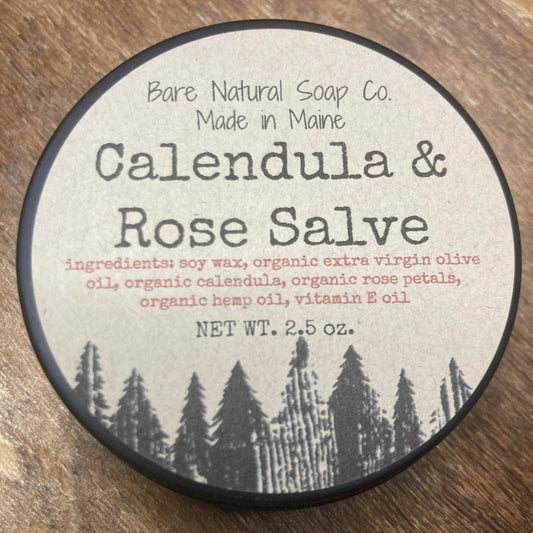 Bare Natural Soap Co.
Made in Maine
Calendula &
Rose Salve
ingredients: soy wax, organic extra virgin olive
oil, organic calendula, organic rose petals,
organic hemp oil, vitamin E oil
NET WT. 2.5 oz.